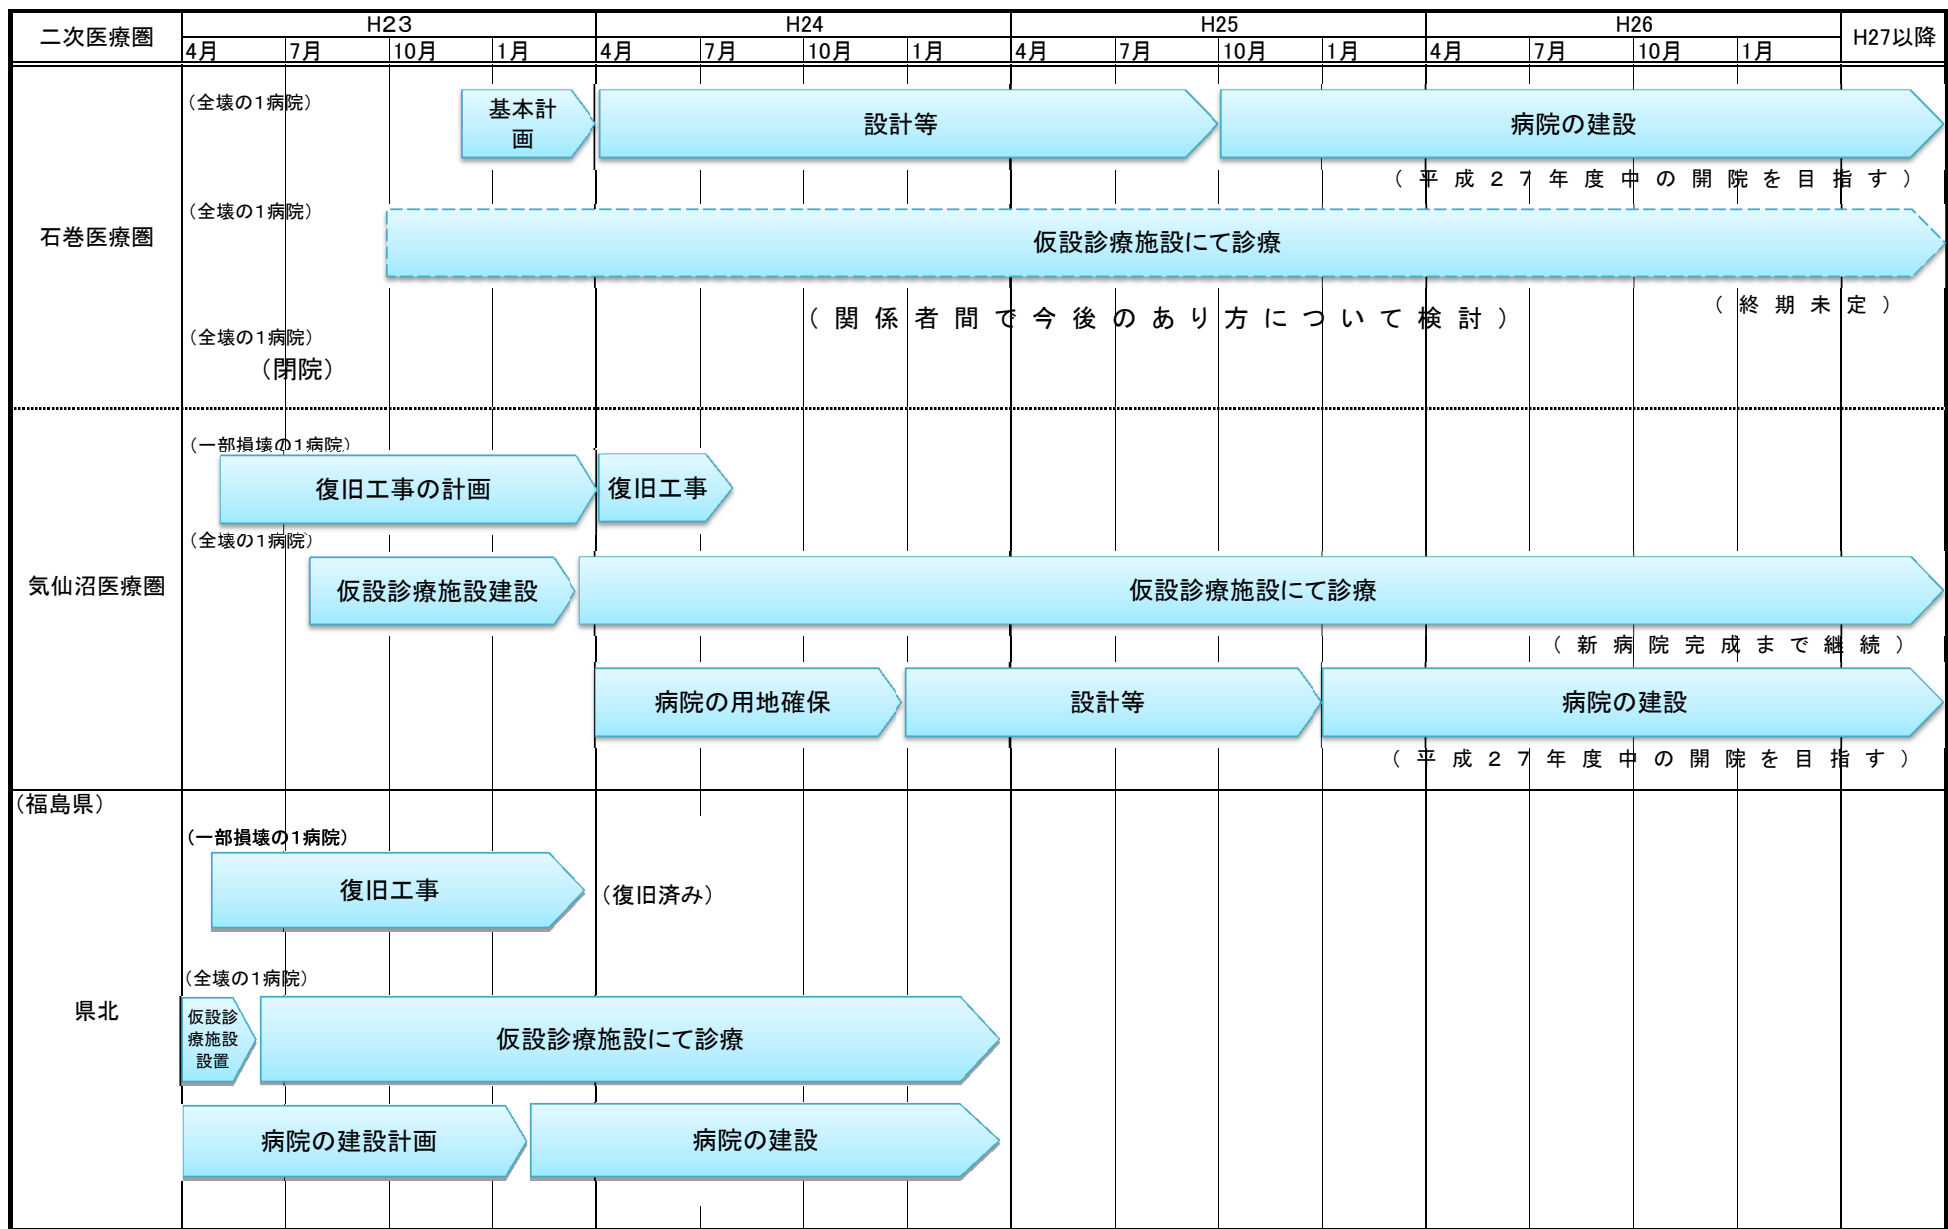 二次医療圏
H23
H24
H25
H26
H27以降
4月 7月 10月 1月 4月 7月 10月 1月 4月 7月 10月 1月 4月 7月 10月 1月
石巻医療圏
（全壊の1病院）
基本計
画
設計等
病院の建設
（平成２７年度中の開院を目指す）
（全壊の1病院）
仮設診療施設にて診療
（終期未定）
（関係者間で今後のあり方について検討）
（全壊の1病院）
（閉院）
気仙沼医療圏
（一部損壊の1病院）
復旧工事の計画
復旧工事
（全壊の1病院）
仮設診療施設建設
仮設診療施設にて診療
（新病院完成まで継続）
病院の用地確保
設計等
病院の建設
（平成２７年度中の開院を目指す）
（福島県）
県北
（一部損壊の1病院）
復旧工事
（復旧済み）
（全壊の1病院）
仮設診
療施設
設置
仮設診療施設にて診療
病院の建設計画
病院の建設